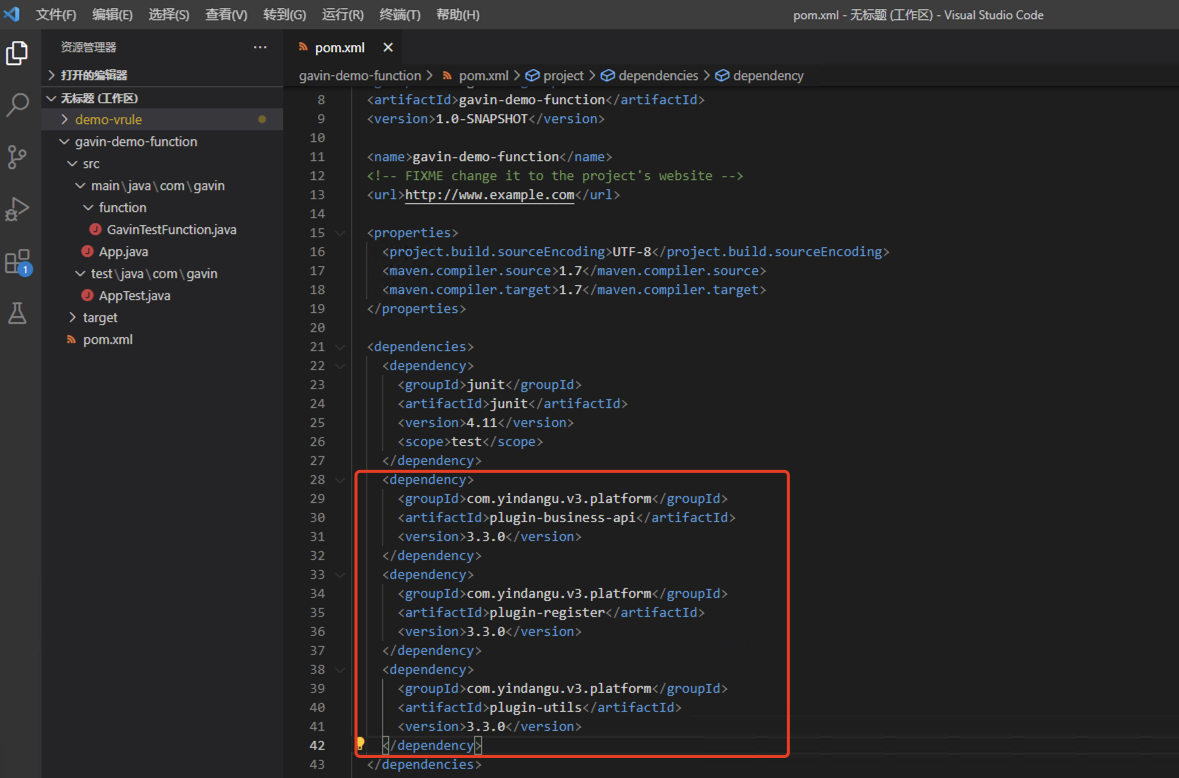 文件(F) 编辑(E) 选择(S) 查看(V) 转到(G) 运行(R) 终端(T) 帮助(H) pom.xml - 无标题 (工作区) - Visual Studio Code
资源管理器 ···
打开的编辑器
无标题 (工作区)
demo-vrule
gavin-demo-function
src
main\java\com\gavin
function
GavinTestFunction.java
App.java
test\java\com\gavin
AppTest.java
target
pom.xml
1
pom.xml
gavin-demo-function > pom.xml > project > dependencies > dependency
8 <artifactId>gavin-demo-function</artifactId>
9 <version>1.0-SNAPSHOT</version>
10
11 <name>gavin-demo-function</name>
12 <!-- FIXME change it to the project's website -->
13 <url>http://www.example.com</url>
14
15 <properties>
16 <project.build.sourceEncoding>UTF-8</project.build.sourceEncoding>
17 <maven.compiler.source>1.7</maven.compiler.source>
18 <maven.compiler.target>1.7</maven.compiler.target>
19 </properties>
20
21 <dependencies>
22 <dependency>
23 <groupId>junit</groupId>
24 <artifactId>junit</artifactId>
25 <version>4.11</version>
26 <scope>test</scope>
27 </dependency>
28 <dependency>
29 <groupId>com.yindangu.v3.platform</groupId>
30 <artifactId>plugin-business-api</artifactId>
31 <version>3.3.0</version>
32 </dependency>
33 <dependency>
34 <groupId>com.yindangu.v3.platform</groupId>
35 <artifactId>plugin-register</artifactId>
36 <version>3.3.0</version>
37 </dependency>
38 <dependency>
39 <groupId>com.yindangu.v3.platform</groupId>
40 <artifactId>plugin-utils</artifactId>
41 <version>3.3.0</version>
42 </dependency>
43 </dependencies>